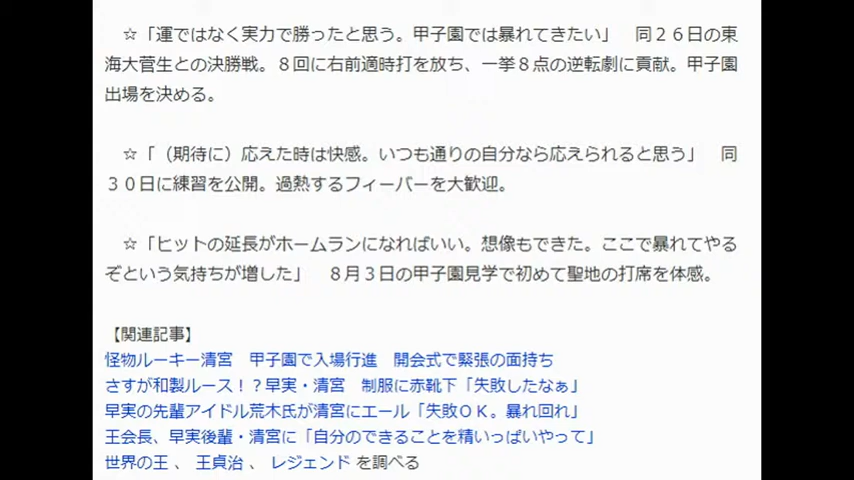 ☆「運ではなく実力で勝ったと思う。甲子園では暴れてきたい」　同２６日の東
海大菅生との決勝戦。８回に右前適時打を放ち、一挙８点の逆転劇に貢献。甲子園
出場を決める。
☆「（期待に）応えた時は快感。いつも通りの自分なら応えられると思う」　同
３０日に練習を公開。過熱するフィーバーを大歓迎。
☆「ヒットの延長がホームランになればいい。想像もできた。ここで暴れてやる
ぞという気持ちが増した」　８月３日の甲子園見学で初めて聖地の打席を体感。
【関連記事】
怪物ルーキー清宮　甲子園で入場行進　開会式で緊張の面持ち
さすが和製ルース！？早実・清宮　制服に赤靴下「失敗したなぁ」
早実の先輩アイドル荒木氏が清宮にエール「失敗ＯＫ。暴れ回れ」
王会長、早実後輩・清宮に「自分のできることを精いっぱいやって」
世界の王 、 王貞治 、 レジェンド を調べる